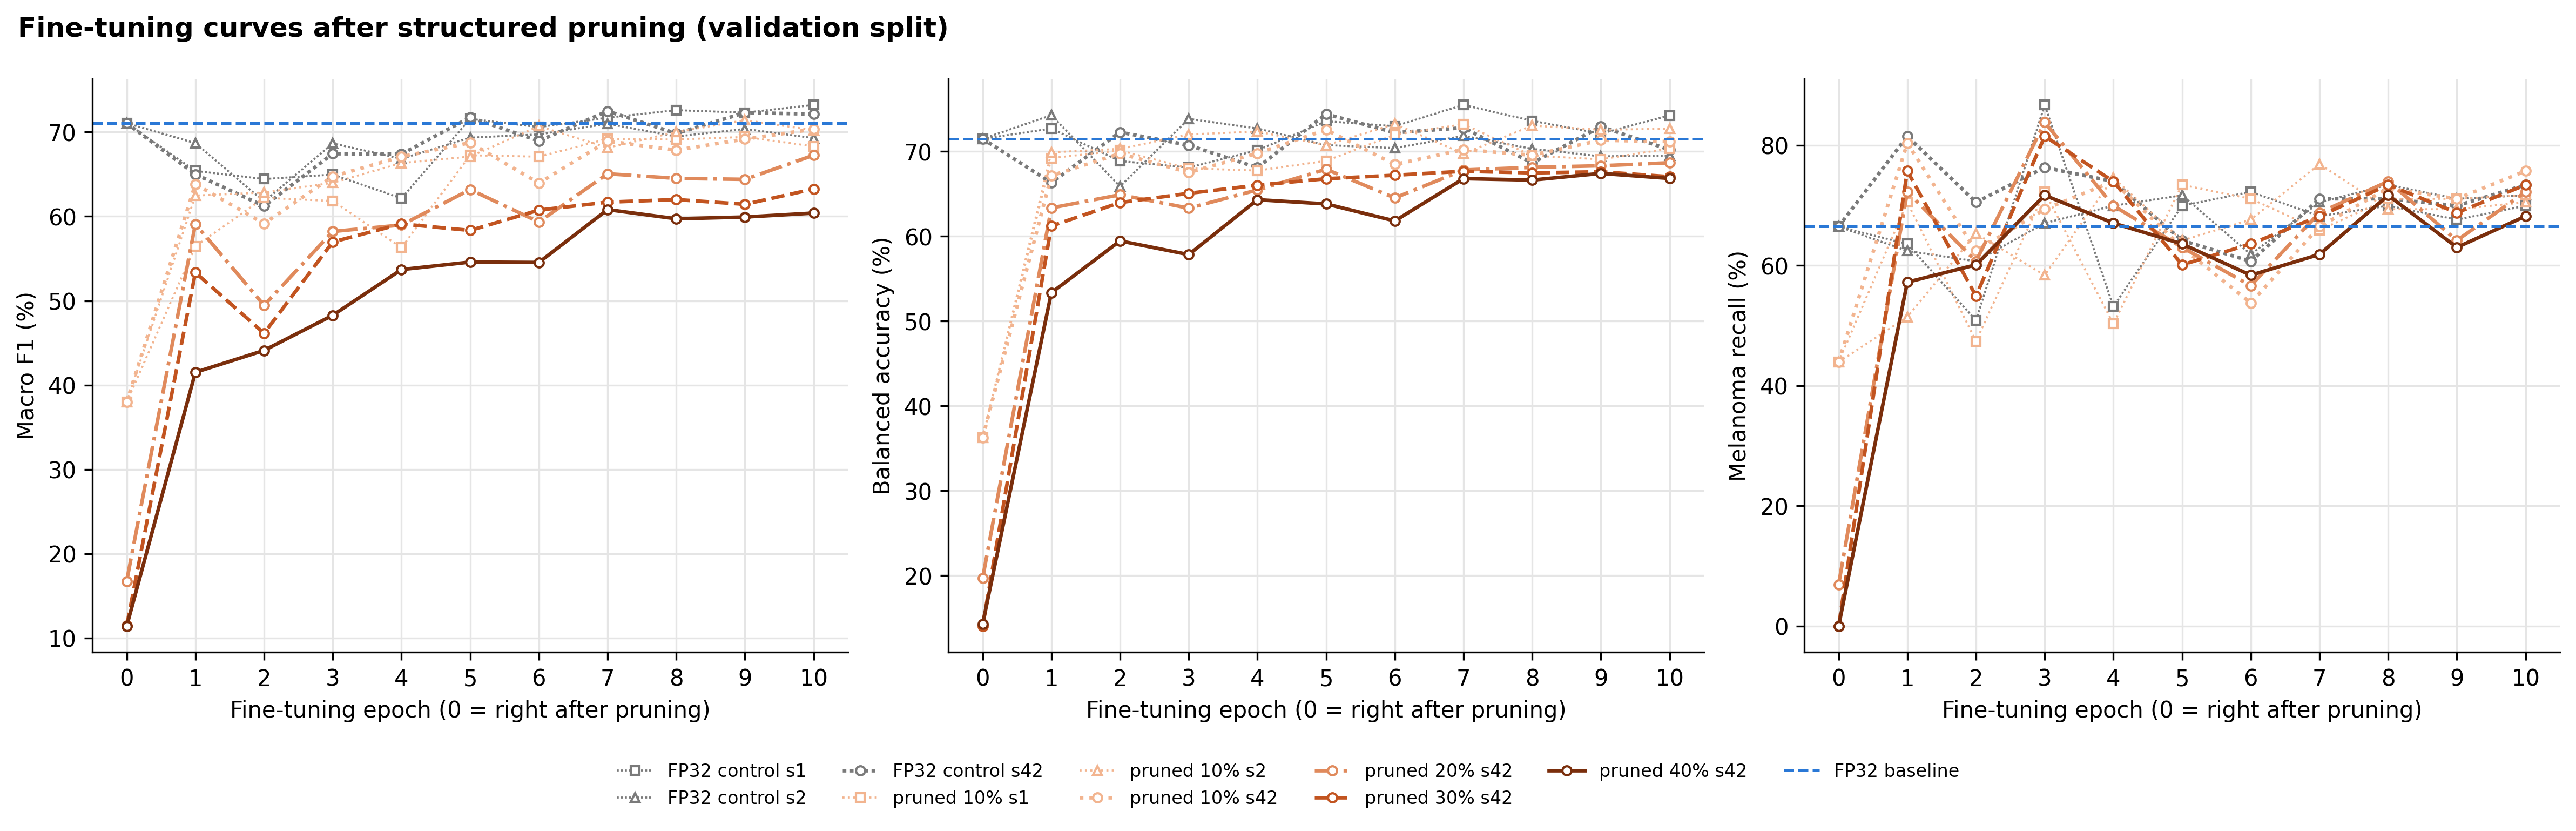 Fine-tuning curves after structured pruning (validation split)
Macro F1 (%)
70
60
50
40
30
20
10
0 1 2 3 4 5 6 7 8 9 10
Fine-tuning epoch (0 = right after pruning)
Balanced accuracy (%)
70
60
50
40
30
20
0 1 2 3 4 5 6 7 8 9 10
Fine-tuning epoch (0 = right after pruning)
Melanoma recall (%)
80
60
40
20
0
0 1 2 3 4 5 6 7 8 9 10
Fine-tuning epoch (0 = right after pruning)
FP32 control s1
FP32 control s2
FP32 control s42
pruned 10% s1
pruned 10% s2
pruned 10% s42
pruned 20% s42
pruned 30% s42
pruned 40% s42
FP32 baseline